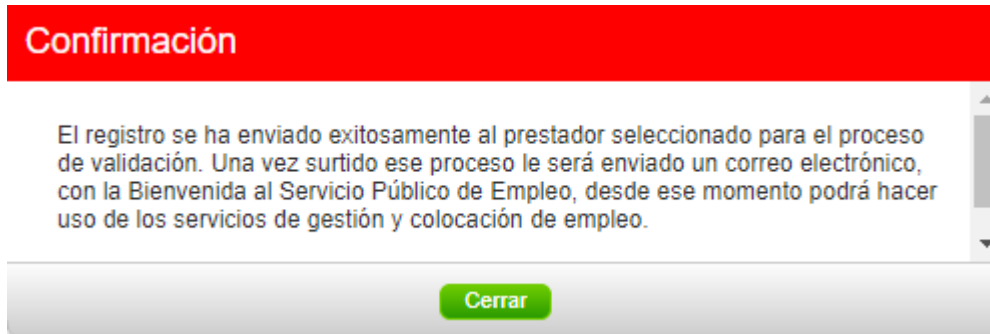 Confirmación
El registro se ha enviado exitosamente al prestador seleccionado para el proceso
de validación. Una vez surtido ese proceso le será enviado un correo electrónico,
con la Bienvenida al Servicio Público de Empleo, desde ese momento podrá hacer
uso de los servicios de gestión y colocación de empleo.
Cerrar